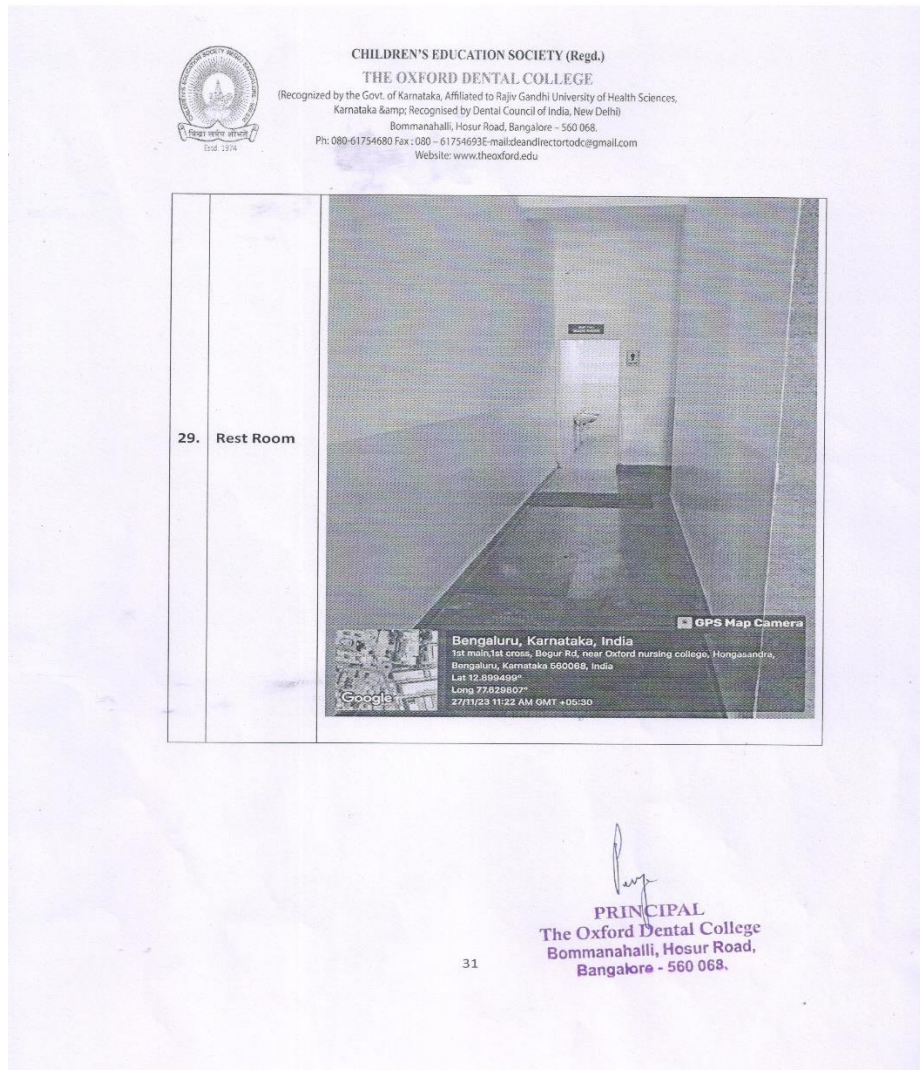 CHILDREN'S EDUCATION SOCIETY (Regd.)
THE OXFORD DENTAL COLLEGE
(Recognized by the Govt. of Karnataka, Affiliated to Rajiv Gandhi University of Health Sciences,
Karnataka &amp; Recognised by Dental Council of India, New Delhi)
Bommanahalli, Hosur Road, Bangalore – 560 068.
Ph: 080-61754680 Fax : 080 – 61754693E-mail:deandirectortodc@gmail.com
Website: www.theoxford.edu
Estd. 1974
29. Rest Room
GPS Map Camera
Google
Bengaluru, Karnataka, India
1st main,1st cross, Begur Rd, near Oxford nursing college, Hongasandra,
Bengaluru, Karnataka 560068, India
Lat 12.899499°
Long 77.629807°
27/11/23 11:22 AM GMT +05:30
PRINCIPAL
The Oxford Dental College
Bommanahalli, Hosur Road,
Bangalore - 560 068.
31